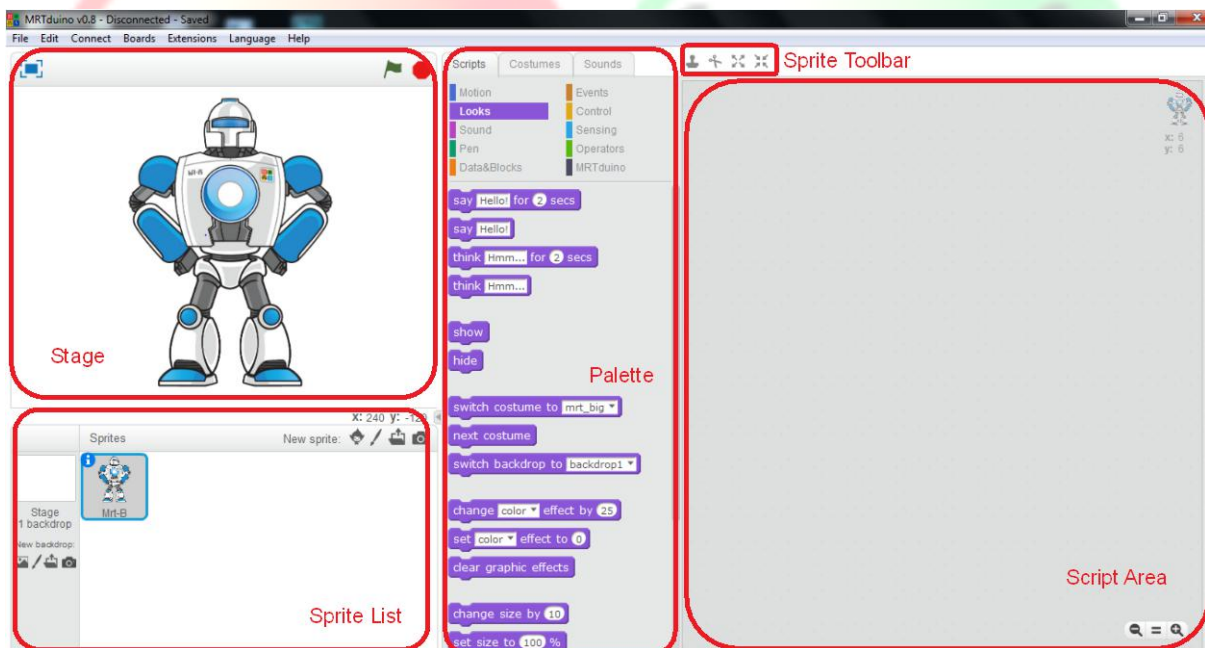 MRTduino v0.8 - Disconnected - Saved
File Edit Connect Boards Extensions Language Help
Stage
x: 240 y: -129
Sprites
New sprite:
Stage
1 backdrop
New backdrop:
Mrt-B
Sprite List
Scripts Costumes Sounds
Motion Events
Looks Control
Sound Sensing
Pen Operators
Data&Blocks MRTduino
say Hello! for 2 secs
say Hello!
think Hmm... for 2 secs
think Hmm...
show
hide
Palette
switch costume to mrt_big
next costume
switch backdrop to backdrop1
change color effect by 25
set color effect to 0
clear graphic effects
change size by 10
set size to 100 %
Sprite Toolbar
x: 6
y: 6
Script Area